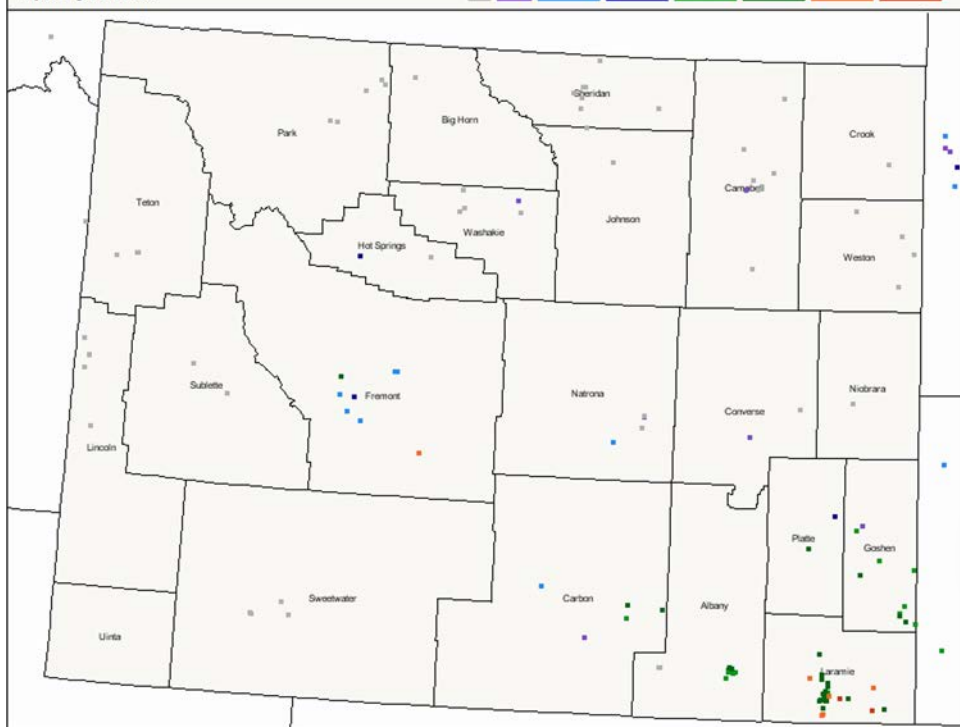 Sheridan
Park
Big Horn
Crook
Campbell
Teton
Johnson
Washakie
Hot Springs
Weston
Sublette
Fremont
Natrona
Converse
Niobrara
Lincoln
Platte
Goshen
Sweetwater
Carbon
Albany
Uinta
Laramie